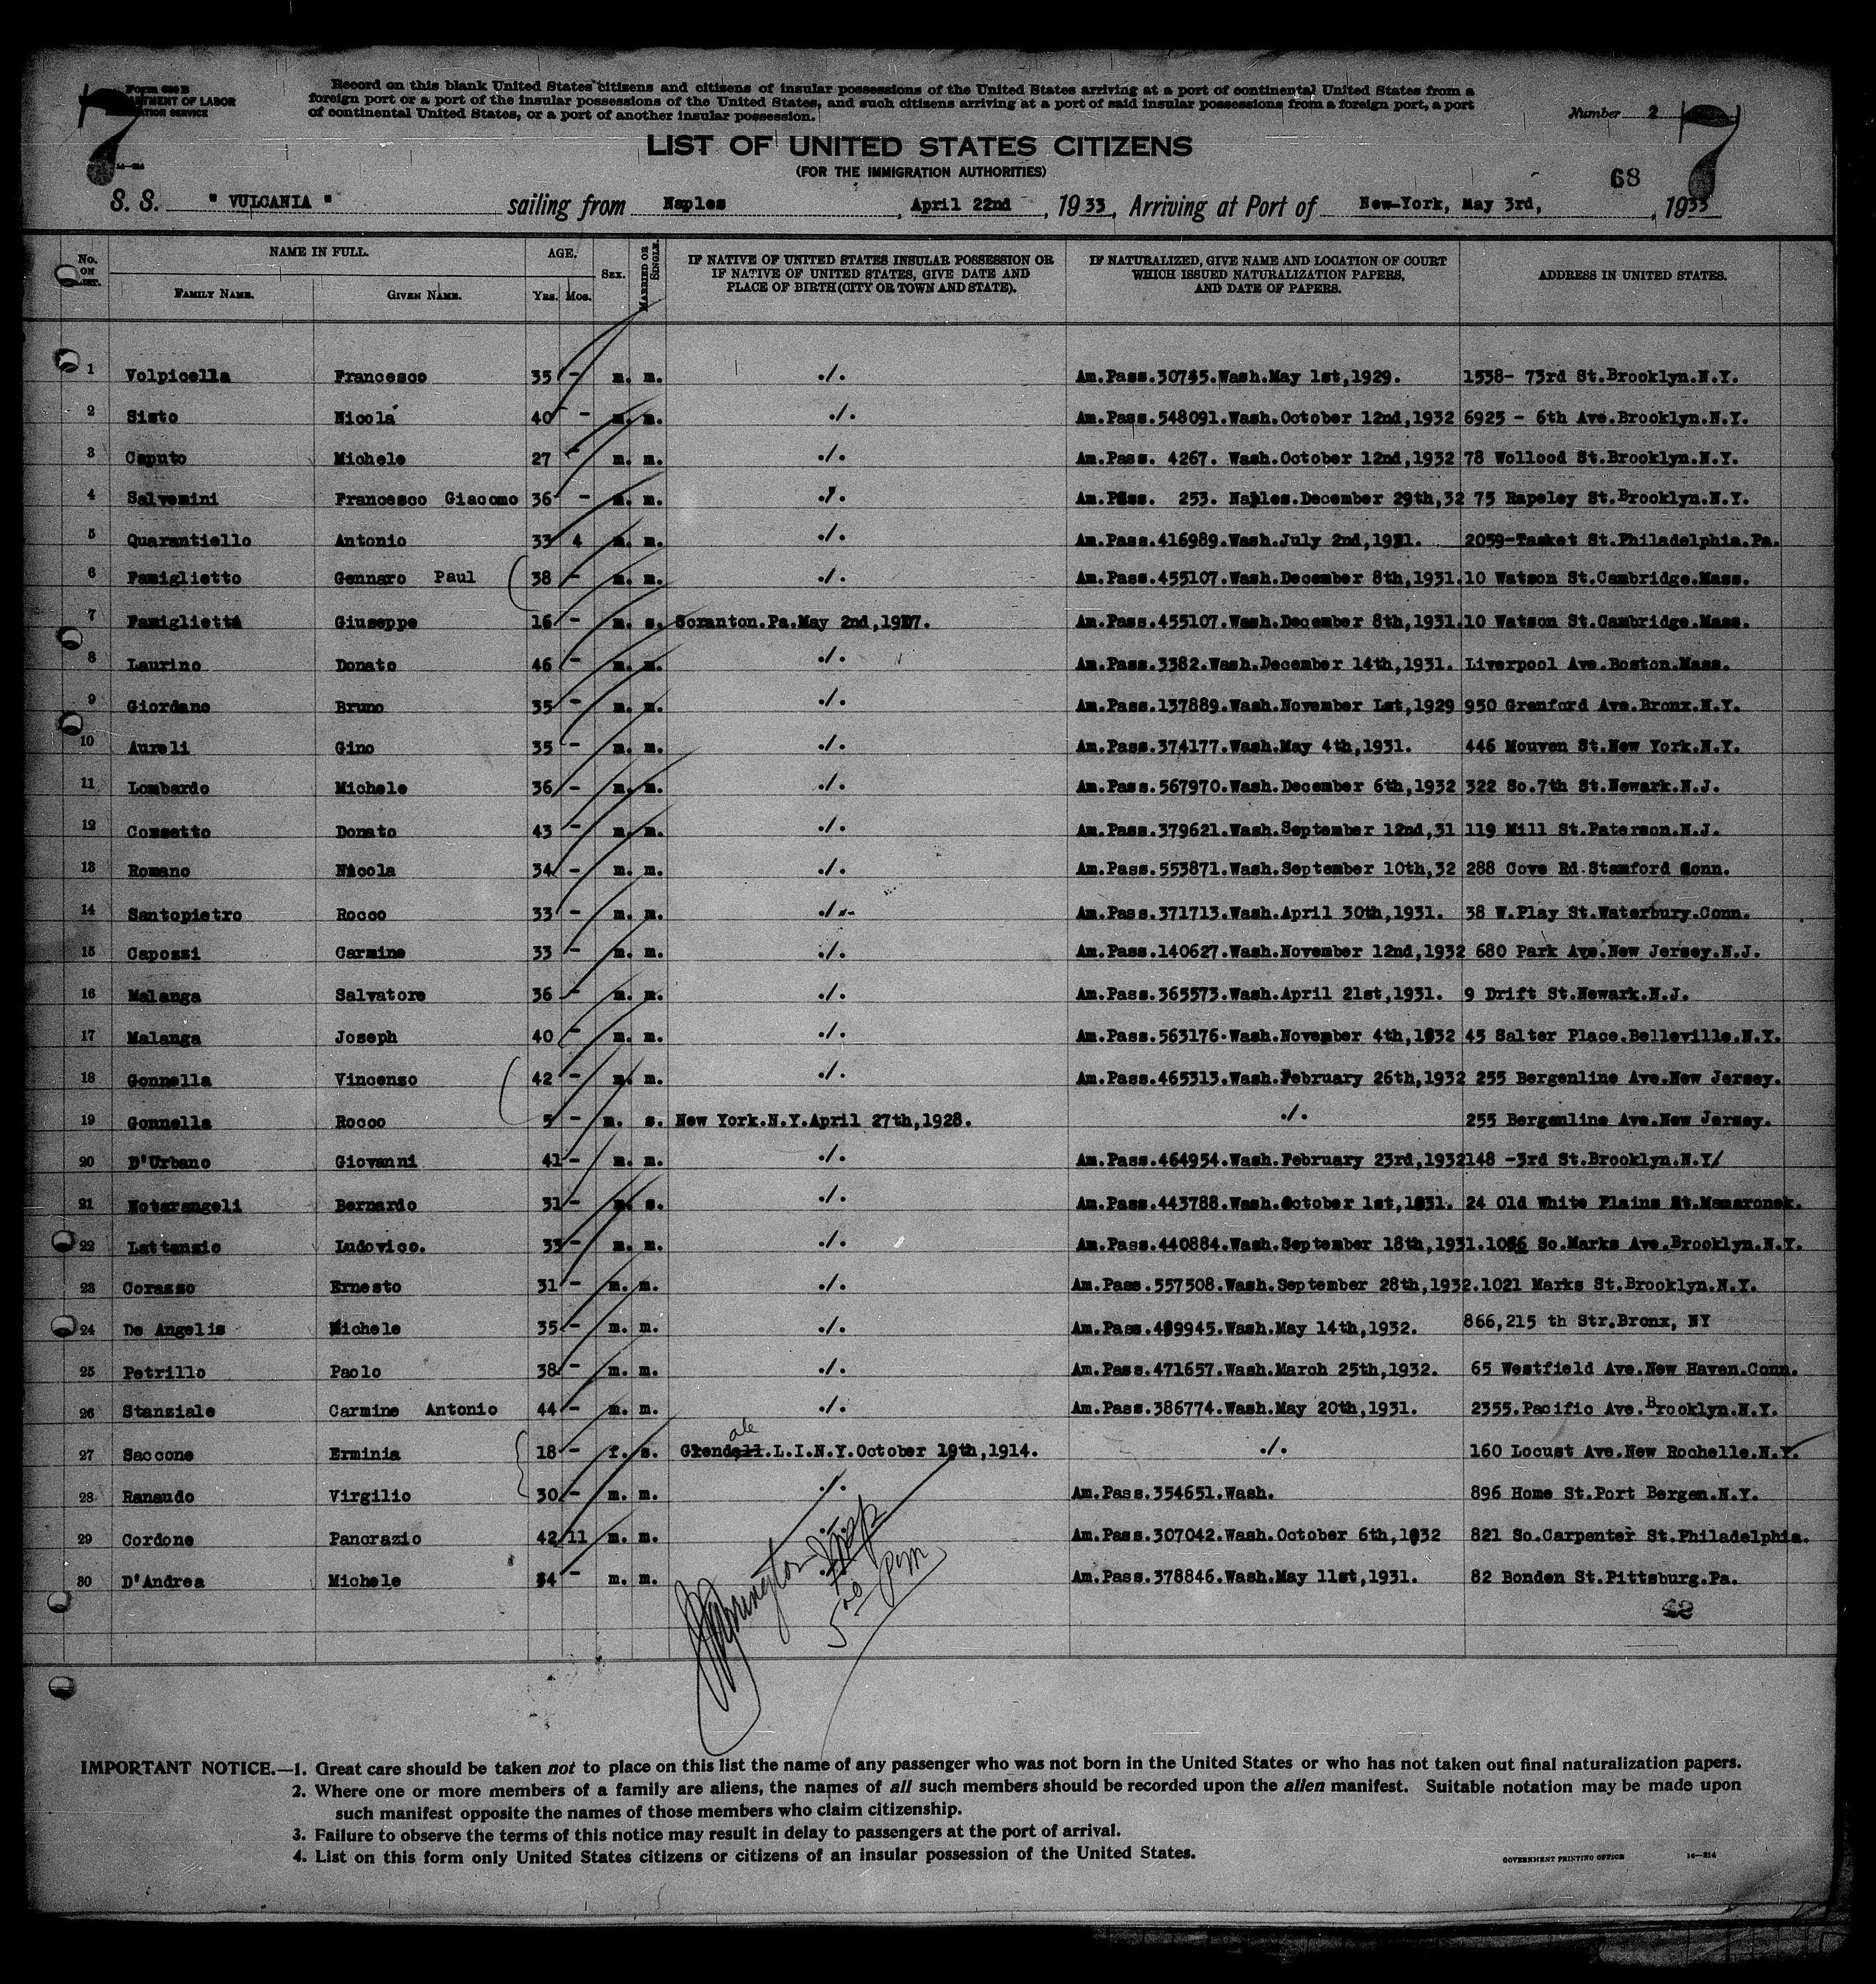 7
Form 630 B
DEPARTMENT OF LABOR
IMMIGRATION SERVICE
Record on this blank United States citizens and citizens of insular possessions of the United States arriving at a port of continental United States from a
foreign port or a port of the insular possessions of the United States, and such citizens arriving at a port of said insular possessions from a foreign port, a port
of continental United States, or a port of another insular possession.
Number 2
7
LIST OF UNITED STATES CITIZENS
(FOR THE IMMIGRATION AUTHORITIES)
68
S. S. " VULCANIA " sailing from Naples, April 22nd, 1933, Arriving at Port of New-York, May 3rd, , 1933
No. ON LIST. NAME IN FULL. AGE. SEX. MARRIED OR SINGLE. IF NATIVE OF UNITED STATES INSULAR POSSESSION OR IF NATIVE OF UNITED STATES, GIVE DATE AND PLACE OF BIRTH (CITY OR TOWN AND STATE). IF NATURALIZED, GIVE NAME AND LOCATION OF COURT WHICH ISSUED NATURALIZATION PAPERS, AND DATE OF PAPERS. ADDRESS IN UNITED STATES.
FAMILY NAME. GIVEN NAME. YRS. MOS.
1 Volpicella Francesco 35 - m. m. ./. Am.Pass.30745.Wash.May 1st,1929. 1538- 73rd St.Brooklyn.N.Y.
2 Sisto Nicola 40 - m. m. ./. Am.Pass.548091.Wash.October 12nd,1932 6925 - 6th Ave.Brooklyn.N.Y.
3 Caputo Michele 27 - m. m. ./. Am.Pass. 4267. Wash.October 12nd,1932 78 Wollood St.Brooklyn.N.Y.
4 Salvemini Francesco Giacomo 36 - m. m. ./. Am.Pass. 253. Naples.December 29th,32 75 Rapeley St.Brooklyn.N.Y.
5 Quarantiello Antonio 33 4 m. m. ./. Am.Pass.416989.Wash.July 2nd,1931. 2059-Tasket St.Philadelphia.Pa.
6 Famiglietto Gennaro Paul 38 - m. m. ./. Am.Pass.455107.Wash.December 8th,1931. 10 Watson St.Cambridge.Mass.
7 Famiglietti Giuseppe 16 - m. s. Scranton.Pa.May 2nd,1917. Am.Pass.455107.Wash.December 8th,1931. 10 Watson St.Cambridge.Mass.
8 Laurino Donato 46 - m. m. ./. Am.Pass.3382.Wash.December 14th,1931. Liverpool Ave.Boston.Mass.
9 Giordano Bruno 35 - m. m. ./. Am.Pass.137889.Wash.November 1st,1929 950 Grenford Ave.Bronx.N.Y.
10 Aureli Gino 35 - m. m. ./. Am.Pass.374177.Wash.May 4th,1931. 446 Mouven St.New York.N.Y.
11 Lombardo Michele 36 - m. m. ./. Am.Pass.567970.Wash.December 6th,1932 322 So.7th St.Newark.N.J.
12 Cossetto Donato 43 - m. m. ./. Am.Pass.379621.Wash.September 12nd,31 119 Mill St.Paterson.N.J.
13 Romano Nicola 34 - m. m. ./. Am.Pass.553871.Wash.September 10th,32 288 Cove Rd.Stamford Conn.
14 Santopietro Rocco 33 - m. m. ./.- Am.Pass.371713.Wash.April 30th,1931. 38 W.Play St.Waterbury.Conn.
15 Capozzi Carmine 33 - m. m. ./. Am.Pass.140627.Wash.November 12nd,1932 680 Park Ave.New Jersey.N.J.
16 Malanga Salvatore 36 - m. m. ./. Am.Pass.365573.Wash.April 21st,1931. 9 Drift St.Newark.N.J.
17 Malanga Joseph 40 - m. m. ./. Am.Pass.563176.Wash.November 4th,1932 45 Salter Place.Belleville.N.Y.
18 Gonnella Vincenzo 42 - m. m. ./. Am.Pass.465313.Wash.February 26th,1932 255 Bergenline Ave.New Jersey.
19 Gonnella Rocco 5 - m. s. New York.N.Y.April 27th,1928. ./. 255 Bergenline Ave.New Jersey.
20 D'Urbano Giovanni 41 - m. m. ./. Am.Pass.464954.Wash.February 23rd,1932 148 -3rd St.Brooklyn.N.Y/
21 Notarangeli Bernardo 31 - m. s. ./. Am.Pass.443788.Wash.October 1st,1931. 24 Old White Plains St.Mamaronek.
22 Lattanzio Ludovico. 33 - m. m. ./. Am.Pass.440884.Wash.September 18th,1931. 1086 So.Marks Ave.Brooklyn.N.Y.
23 Corazzo Ernesto 31 - m. m. ./. Am.Pass.557508.Wash.September 28th,1932. 1021 Marks St.Brooklyn.N.Y.
24 De Angelis Michele 35 - m. m. ./. Am.Pass.499945.Wash.May 14th,1932. 866,215 th Str.Bronx, NY
25 Petrillo Paolo 38 - m. m. ./. Am.Pass.471657.Wash.March 25th,1932. 65 Westfield Ave.New Haven.Conn.
26 Stanziale Carmine Antonio 44 - m. m. ./. Am.Pass.386774.Wash.May 20th,1931. 2355.Pacific Ave.Brooklyn.N.Y.
ale
27 Saccone Erminia 18 - f. s. Glendell.L.I.N.Y.October 19th,1914. ./. 160 Locust Ave.New Rochelle.N.Y.
28 Ranaudo Virgilio 30 - m. m. ./. Am.Pass.354651.Wash. 896 Home St.Port Bergen.N.Y.
29 Cordone Pancrazio 42 11 m. m. ./. Am.Pass.307042.Wash.October 6th,1932 821 So.Carpenter St.Philadelphia.
30 D'Andrea Michele 34 - m. m. ./. Am.Pass.378846.Wash.May 11st,1931. 82 Bonden St.Pittsburg.Pa.
5 20 pm
IMPORTANT NOTICE.—1. Great care should be taken not to place on this list the name of any passenger who was not born in the United States or who has not taken out final naturalization papers.
2. Where one or more members of a family are aliens, the names of all such members should be recorded upon the alien manifest. Suitable notation may be made upon
such manifest opposite the names of those members who claim citizenship.
3. Failure to observe the terms of this notice may result in delay to passengers at the port of arrival.
4. List on this form only United States citizens or citizens of an insular possession of the United States.
GOVERNMENT PRINTING OFFICE 14—214